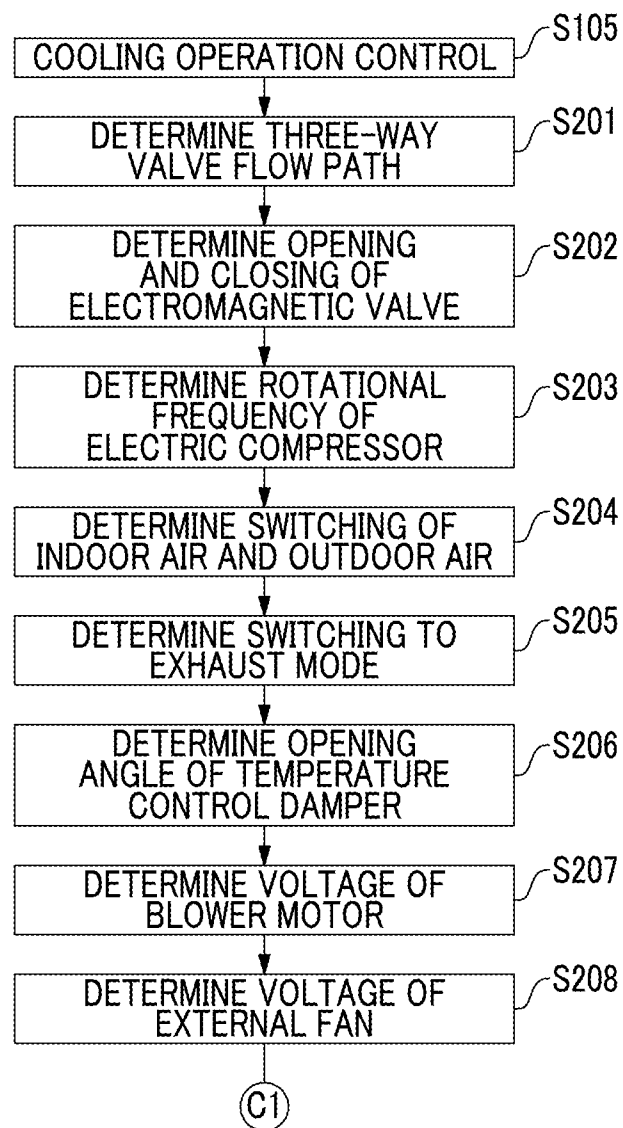 S105
COOLING OPERATION CONTROL
S201
DETERMINE THREE-WAY
VALVE FLOW PATH
S202
DETERMINE OPENING
AND CLOSING OF
ELECTROMAGNETIC VALVE
S203
DETERMINE ROTATIONAL
FREQUENCY OF
ELECTRIC COMPRESSOR
S204
DETERMINE SWITCHING OF
INDOOR AIR AND OUTDOOR AIR
S205
DETERMINE SWITCHING TO
EXHAUST MODE
S206
DETERMINE OPENING
ANGLE OF TEMPERATURE
CONTROL DAMPER
S207
DETERMINE VOLTAGE OF
BLOWER MOTOR
S208
DETERMINE VOLTAGE OF
EXTERNAL FAN
C1